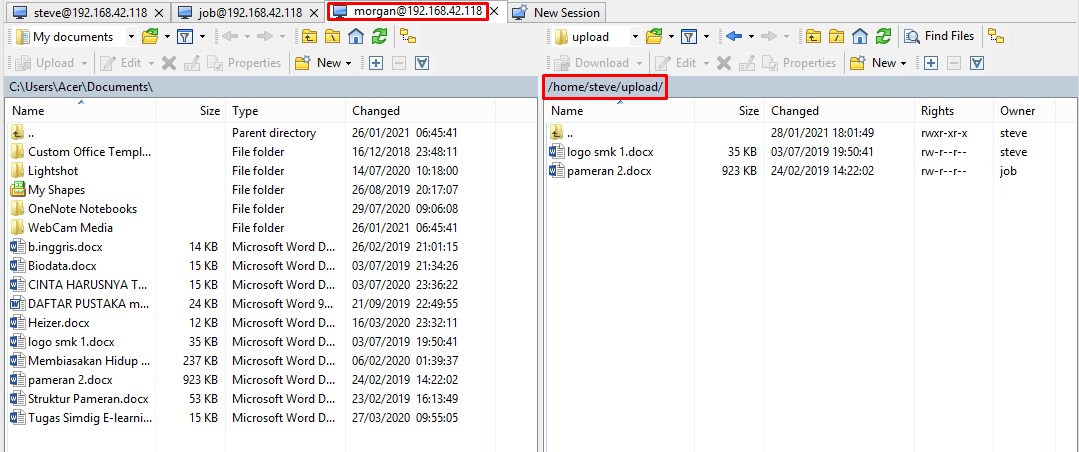 steve@192.168.42.118 × job@192.168.42.118 × morgan@192.168.42.118 × New Session
My documents
upload Find Files
Upload Edit Properties New
Download Edit Properties New
C:\Users\Acer\Documents\
Name Size Type Changed
.. Parent directory 26/01/2021 06:45:41
Custom Office Templ... File folder 16/12/2018 23:48:11
Lightshot File folder 14/07/2020 10:18:00
My Shapes File folder 26/08/2019 20:17:07
OneNote Notebooks File folder 29/07/2020 09:06:08
WebCam Media File folder 26/01/2021 06:45:41
b.inggris.docx 14 KB Microsoft Word D... 26/02/2019 21:01:15
Biodata.docx 15 KB Microsoft Word D... 03/07/2019 21:34:26
CINTA HARUSNYA T... 15 KB Microsoft Word D... 03/07/2020 23:36:22
DAFTAR PUSTAKA m... 24 KB Microsoft Word 9... 21/09/2019 22:49:55
Heizer.docx 12 KB Microsoft Word D... 16/03/2020 23:32:11
logo smk 1.docx 35 KB Microsoft Word D... 03/07/2019 19:50:41
Membiasakan Hidup ... 237 KB Microsoft Word D... 06/02/2020 01:39:37
pameran 2.docx 923 KB Microsoft Word D... 24/02/2019 14:22:02
Struktur Pameran.docx 53 KB Microsoft Word D... 23/02/2019 16:13:49
Tugas Simdig E-learni... 15 KB Microsoft Word D... 27/03/2020 09:55:05
/home/steve/upload/
Name Size Changed Rights Owner
.. 28/01/2021 18:01:49 rwxr-xr-x steve
logo smk 1.docx 35 KB 03/07/2019 19:50:41 rw-r--r-- steve
pameran 2.docx 923 KB 24/02/2019 14:22:02 rw-r--r-- job